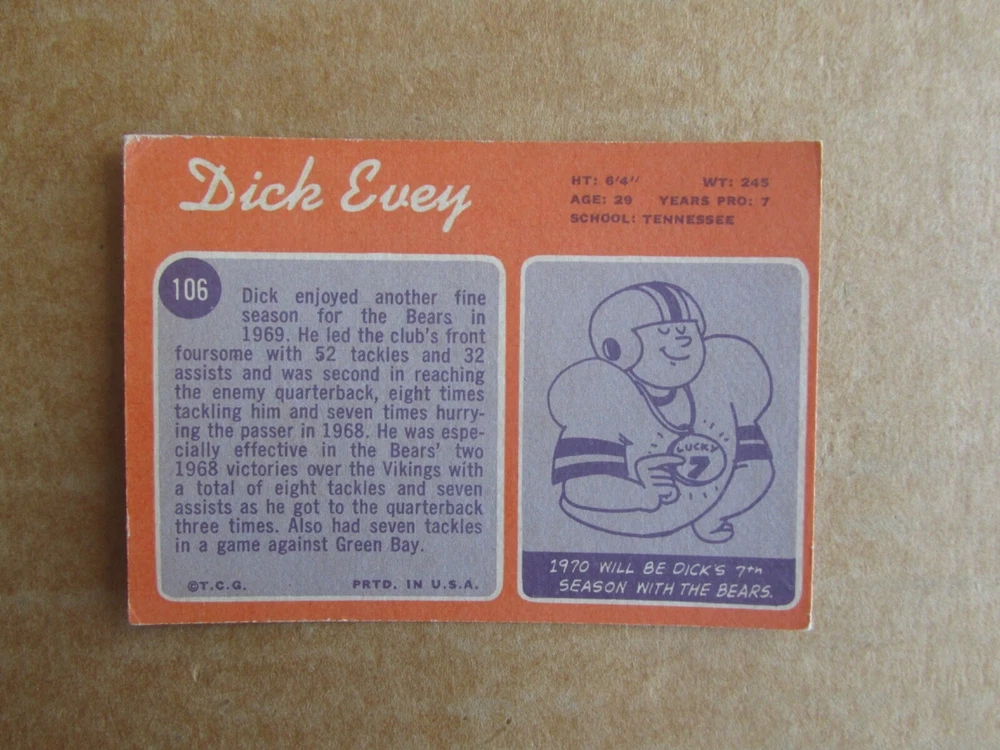 Dick Evey
HT: 6'4" WT: 245
AGE: 29 YEARS PRO: 7
SCHOOL: TENNESSEE
106
Dick enjoyed another fine
season for the Bears in
1969. He led the club's front
foursome with 52 tackles and 32
assists and was second in reaching
the enemy quarterback, eight times
tackling him and seven times hurry-
ing the passer in 1968. He was espe-
cially effective in the Bears' two
1968 victories over the Vikings with
a total of eight tackles and seven
assists as he got to the quarterback
three times. Also had seven tackles
in a game against Green Bay.
©T.C.G. PRTD. IN U.S.A.
LUCKY
7
1970 WILL BE DICK'S 7TH
SEASON WITH THE BEARS.